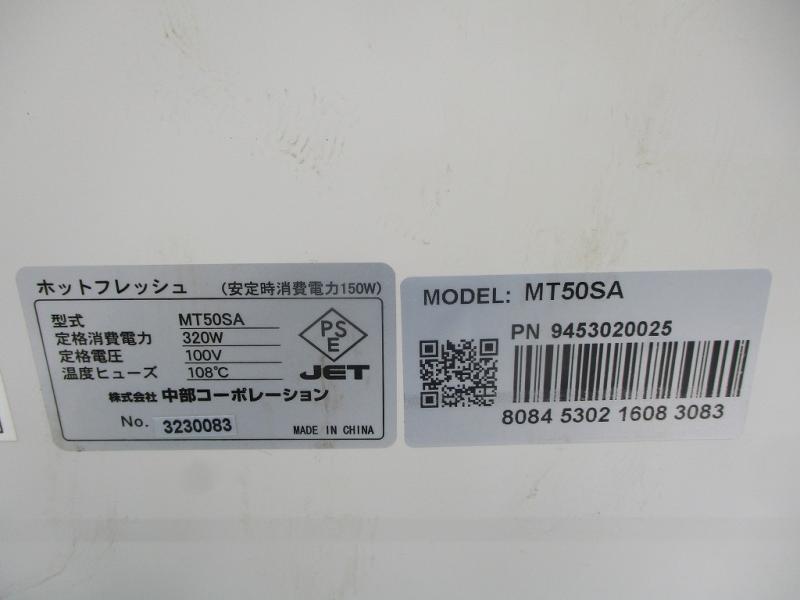 ホットフレッシュ (安定時消費電力150W)
型式 MT50SA
定格消費電力 320W
定格電圧 100V
温度ヒューズ 108℃
PSE
JET
株式会社 中部コーポレーション
No. 3230083
MADE IN CHINA
MODEL: MT50SA
PN 9453020025
8084 5302 1608 3083